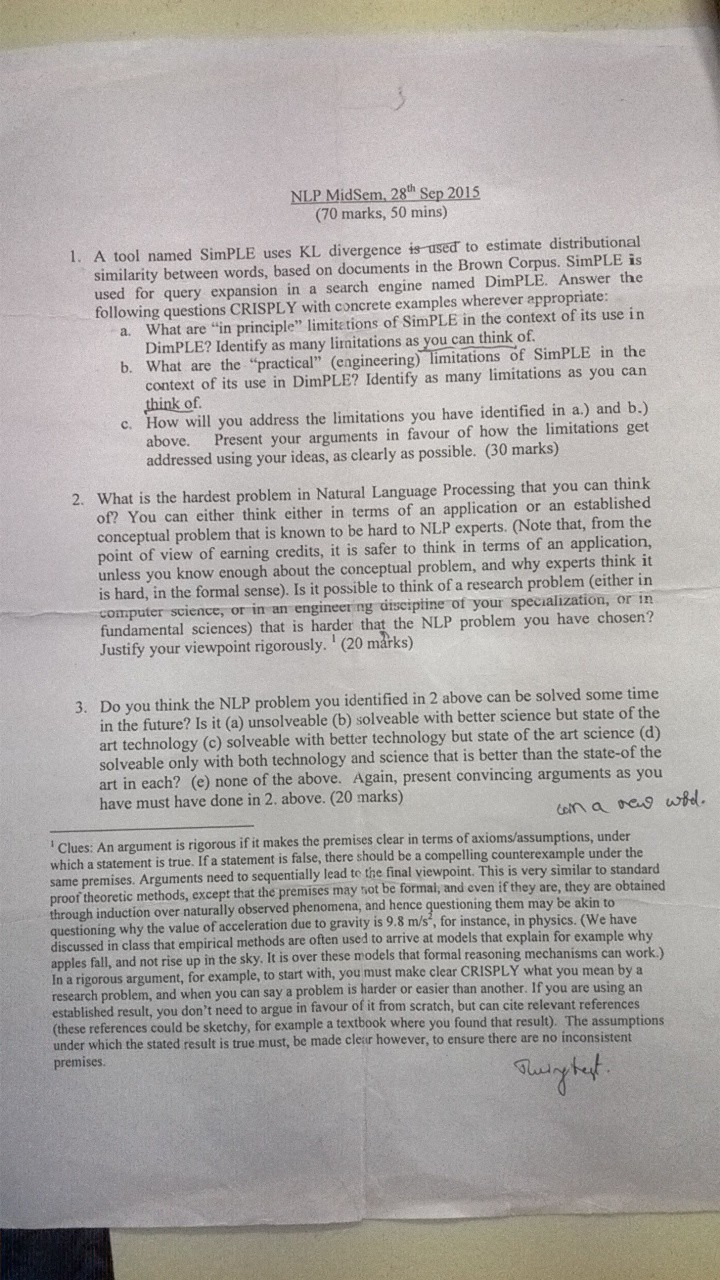 3
NLP MidSem, 28th Sep 2015
(70 marks, 50 mins)
1. A tool named SimPLE uses KL divergence is used to estimate distributional
similarity between words, based on documents in the Brown Corpus. SimPLE is
used for query expansion in a search engine named DimPLE. Answer the
following questions CRISPLY with concrete examples wherever appropriate:
a. What are “in principle” limitations of SimPLE in the context of its use in
DimPLE? Identify as many limitations as you can think of.
b. What are the “practical” (engineering) limitations of SimPLE in the
context of its use in DimPLE? Identify as many limitations as you can
think of.
c. How will you address the limitations you have identified in a.) and b.)
above. Present your arguments in favour of how the limitations get
addressed using your ideas, as clearly as possible. (30 marks)
2. What is the hardest problem in Natural Language Processing that you can think
of? You can either think either in terms of an application or an established
conceptual problem that is known to be hard to NLP experts. (Note that, from the
point of view of earning credits, it is safer to think in terms of an application,
unless you know enough about the conceptual problem, and why experts think it
is hard, in the formal sense). Is it possible to think of a research problem (either in
computer science, or in an engineering discipline of your specialization, or in
fundamental sciences) that is harder that the NLP problem you have chosen?
Justify your viewpoint rigorously. 1 (20 marks)
3. Do you think the NLP problem you identified in 2 above can be solved some time
in the future? Is it (a) unsolveable (b) solveable with better science but state of the
art technology (c) solveable with better technology but state of the art science (d)
solveable only with both technology and science that is better than the state-of the
art in each? (e) none of the above. Again, present convincing arguments as you
have must have done in 2. above. (20 marks)
a new
1 Clues: An argument is rigorous if it makes the premises clear in terms of axioms/assumptions, under
which a statement is true. If a statement is false, there should be a compelling counterexample under the
same premises. Arguments need to sequentially lead to the final viewpoint. This is very similar to standard
proof theoretic methods, except that the premises may not be formal, and even if they are, they are obtained
through induction over naturally observed phenomena, and hence questioning them may be akin to
questioning why the value of acceleration due to gravity is 9.8 m/s2, for instance, in physics. (We have
discussed in class that empirical methods are often used to arrive at models that explain for example why
apples fall, and not rise up in the sky. It is over these models that formal reasoning mechanisms can work.)
In a rigorous argument, for example, to start with, you must make clear CRISPLY what you mean by a
research problem, and when you can say a problem is harder or easier than another. If you are using an
established result, you don’t need to argue in favour of it from scratch, but can cite relevant references
(these references could be sketchy, for example a textbook where you found that result). The assumptions
under which the stated result is true must, be made clear however, to ensure there are no inconsistent
premises.
Turing test.